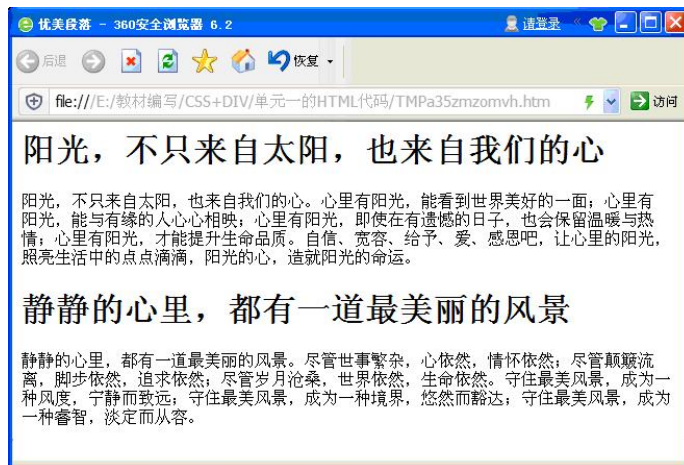 优美段落 - 360安全浏览器 6.2
请登录
后退
恢复
file:///E:/教材编写/CSS+DIV/单元一的HTML代码/TMPa35zmzomvh.htm
访问
阳光，不只来自太阳，也来自我们的心
阳光，不只来自太阳，也来自我们的心。心里有阳光，能看到世界美好的一面；心里有
阳光，能与有缘的人心心相映；心里有阳光，即使在有遗憾的日子，也会保留温暖与热
情；心里有阳光，才能提升生命品质。自信、宽容、给予、爱、感恩吧，让心里的阳光，
照亮生活中的点点滴滴，阳光的心，造就阳光的命运。
静静的心里，都有一道最美丽的风景
静静的心里，都有一道最美丽的风景。尽管世事繁杂，心依然，情怀依然；尽管颠簸流
离，脚步依然，追求依然；尽管岁月沧桑，世界依然，生命依然。守住最美风景，成为一
种风度，宁静而致远；守住最美风景，成为一种境界，悠然而豁达；守住最美风景，成为
一种睿智，淡定而从容。